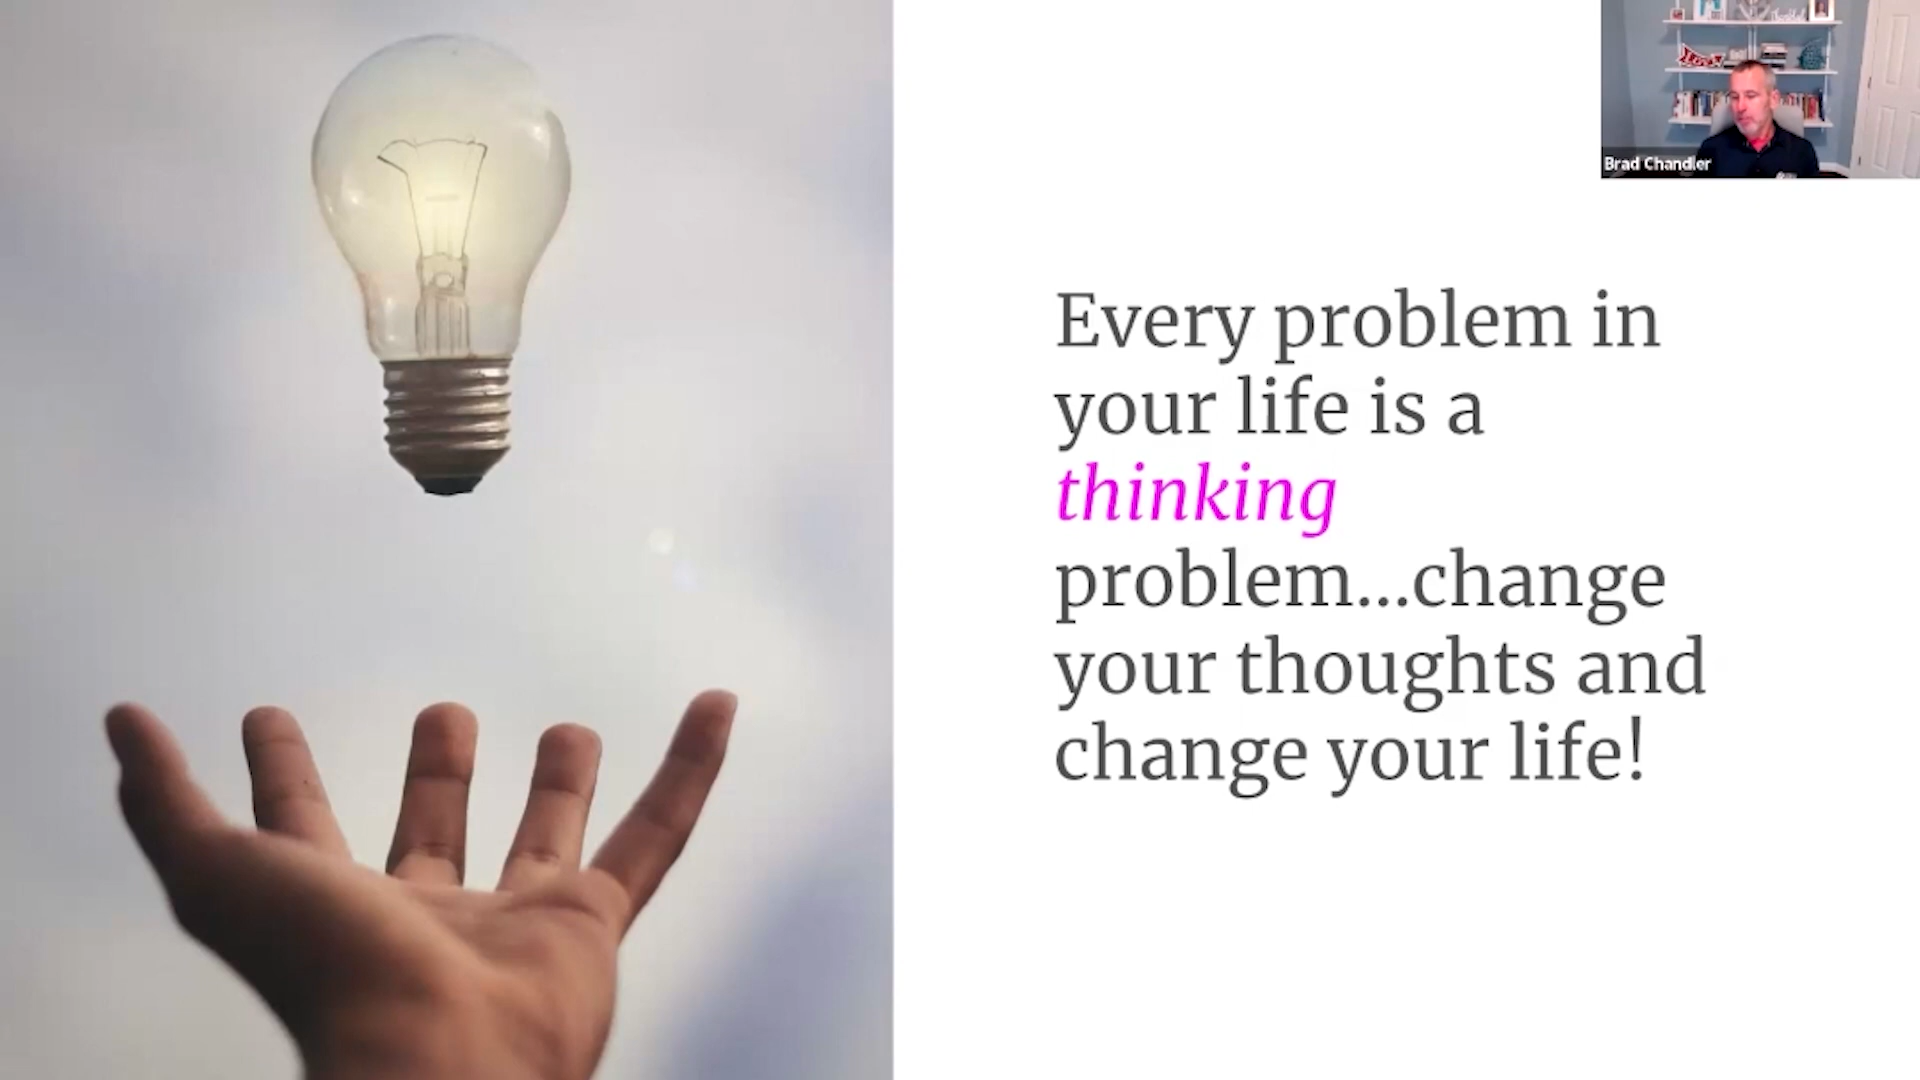 Brad Chandler
Every problem in
your life is a
thinking
problem...change
your thoughts and
change your life!